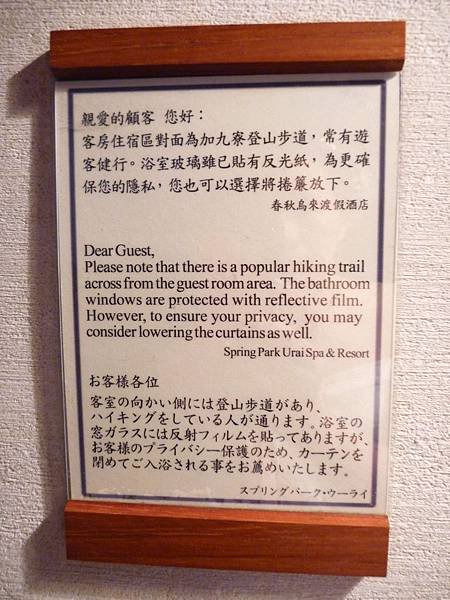 親愛的顧客 您好：
客房住宿區對面為加九寮登山步道，常有遊
客健行。浴室玻璃雖已貼有反光紙，為更確
保您的隱私，您也可以選擇將捲簾放下。
春秋烏來渡假酒店
Dear Guest,
Please note that there is a popular hiking trail
across from the guest room area. The bathroom
windows are protected with reflective film.
However, to ensure your privacy, you may
consider lowering the curtains as well.
Spring Park Urai Spa & Resort
お客様各位
客室の向かい側には登山歩道があり、
ハイキングをしている人が通ります。浴室の
窓ガラスには反射フィルムを貼ってありますが、
お客様のプライバシー保護のため、カーテンを
閉めてご入浴される事をお薦めいたします。
スプリングパーク・ウーライ